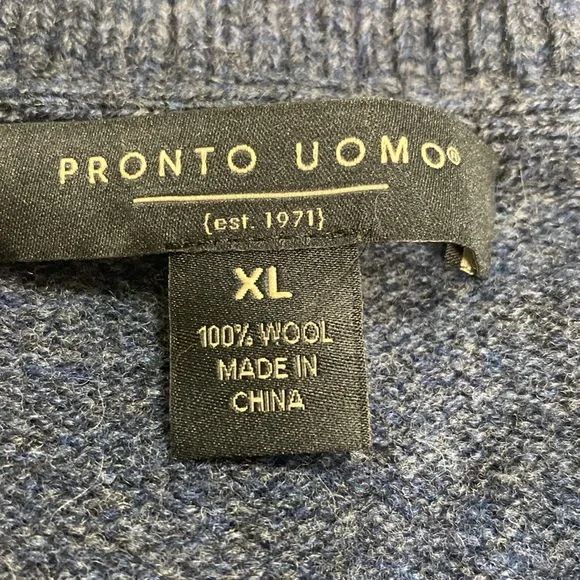 PRONTO UOMO®
{est. 1971}
XL
100% WOOL
MADE IN
CHINA